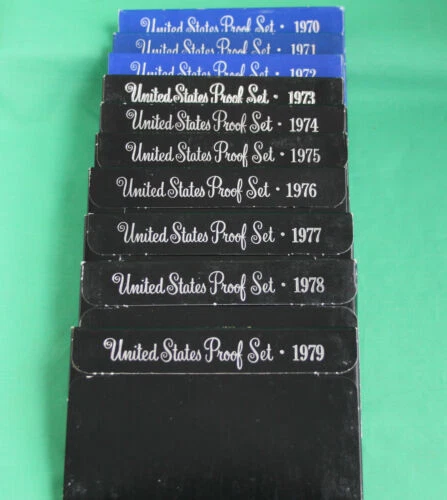 United States Proof Set · 1970
United States Proof Set · 1971
United States Proof Set · 1972
United States Proof Set · 1973
United States Proof Set · 1974
United States Proof Set · 1975
United States Proof Set · 1976
United States Proof Set · 1977
United States Proof Set · 1978
United States Proof Set · 1979